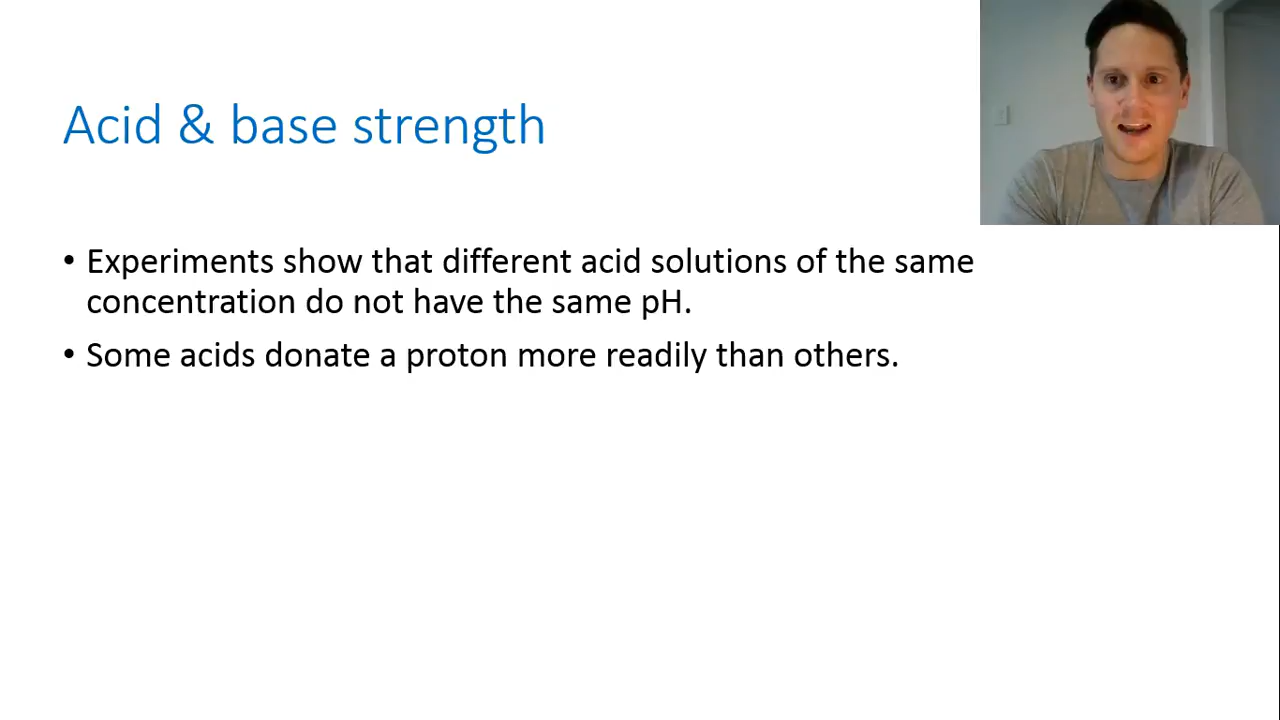 Acid & base strength
• Experiments show that different acid solutions of the same
concentration do not have the same pH.
• Some acids donate a proton more readily than others.